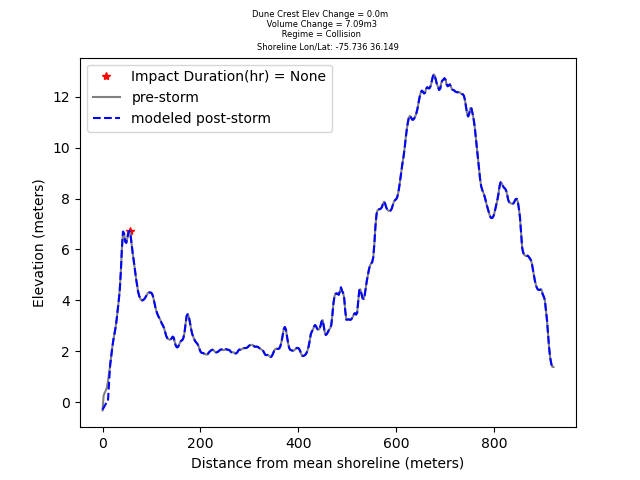 Dune Crest Elev Change = 0.0m
Volume Change = 7.09m3
Regime = Collision
Shoreline Lon/Lat: -75.736 36.149
Impact Duration(hr) = None
pre-storm
modeled post-storm
Elevation (meters)
12
10
8
6
4
2
0
0 200 400 600 800
Distance from mean shoreline (meters)